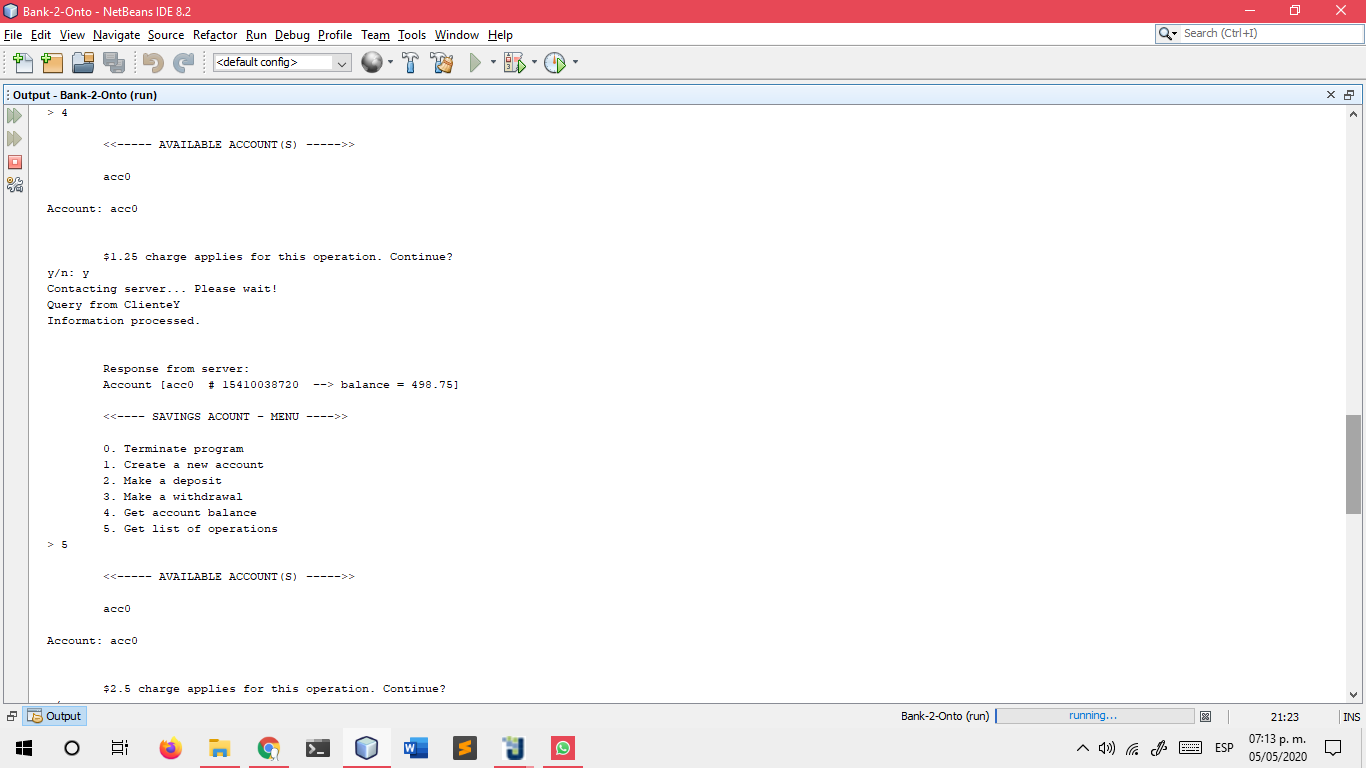 Bank-2-Onto - NetBeans IDE 8.2
File Edit View Navigate Source Refactor Run Debug Profile Team Tools Window Help
Search (Ctrl+I)
<default config>
Output - Bank-2-Onto (run)
> 4
<<----- AVAILABLE ACCOUNT(S) ----->>
acc0
Account: acc0
$1.25 charge applies for this operation. Continue?
y/n: y
Contacting server... Please wait!
Query from ClienteY
Information processed.
Response from server:
Account [acc0 # 15410038720 --> balance = 498.75]
<<---- SAVINGS ACOUNT - MENU ---->>
0. Terminate program
1. Create a new account
2. Make a deposit
3. Make a withdrawal
4. Get account balance
5. Get list of operations
> 5
<<----- AVAILABLE ACCOUNT(S) ----->>
acc0
Account: acc0
$2.5 charge applies for this operation. Continue?
Output
Bank-2-Onto (run)
running...
21:23
INS
ESP
07:13 p. m.
05/05/2020